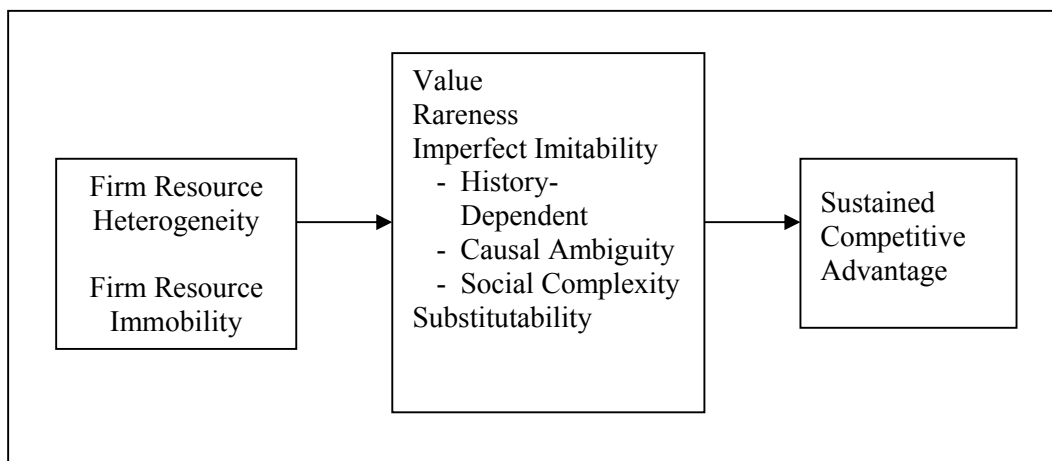 Firm Resource
Heterogeneity
Firm Resource
Immobility
Value
Rareness
Imperfect Imitability
- History-
Dependent
- Causal Ambiguity
- Social Complexity
Substitutability
Sustained
Competitive
Advantage